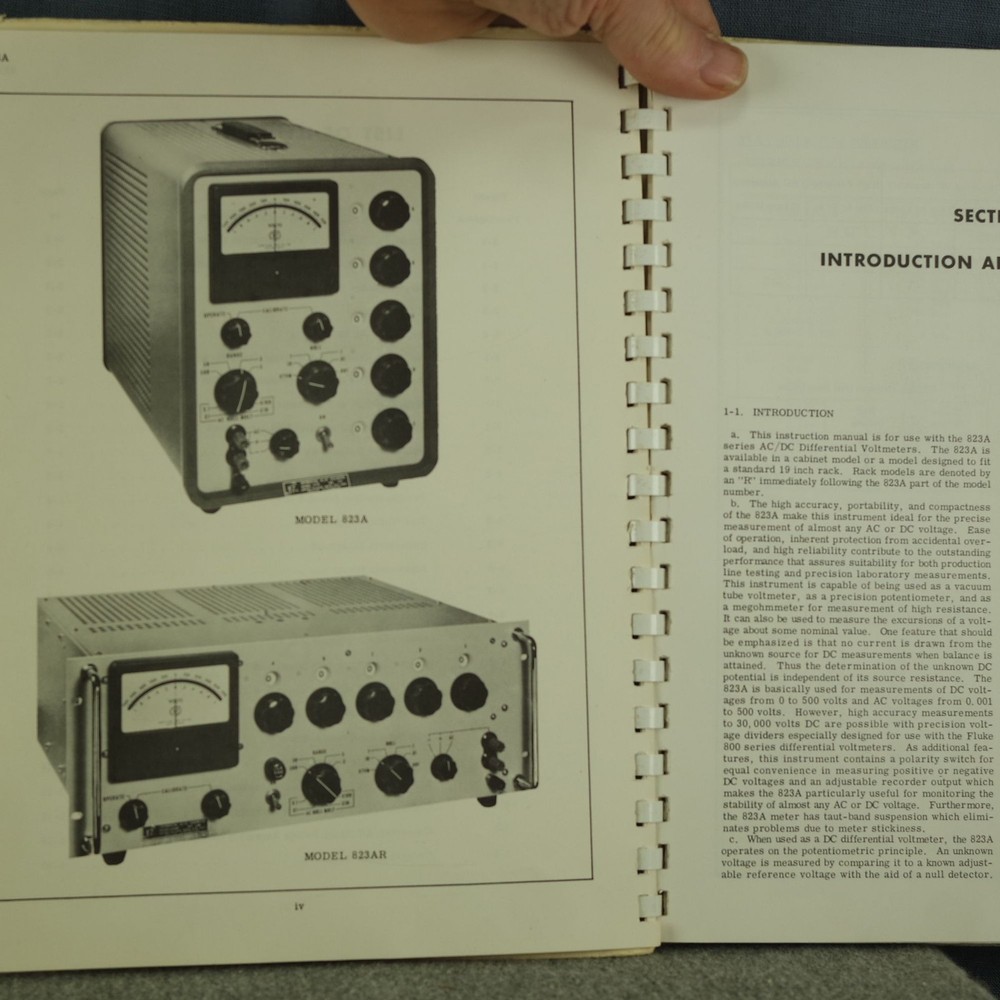 A
VOLTS
OPERATE
CALIBRATE
RANGE
NULL
MODEL 823A
VOLTS
RANGE
NULL
OPERATE
CALIBRATE
MODEL 823AR
iv
SECTI
INTRODUCTION A
1-1. INTRODUCTION
a. This instruction manual is for use with the 823A
series AC/DC Differential Voltmeters. The 823A is
available in a cabinet model or a model designed to fit
a standard 19 inch rack. Rack models are denoted by
an "R" immediately following the 823A part of the model
number.
b. The high accuracy, portability, and compactness
of the 823A make this instrument ideal for the precise
measurement of almost any AC or DC voltage. Ease
of operation, inherent protection from accidental over-
load, and high reliability contribute to the outstanding
performance that assures suitability for both production
line testing and precision laboratory measurements.
This instrument is capable of being used as a vacuum
tube voltmeter, as a precision potentiometer, and as
a megohmmeter for measurement of high resistance.
It can also be used to measure the excursions of a volt-
age about some nominal value. One feature that should
be emphasized is that no current is drawn from the
unknown source for DC measurements when balance is
attained. Thus the determination of the unknown DC
potential is independent of its source resistance. The
823A is basically used for measurements of DC volt-
ages from 0 to 500 volts and AC voltages from 0.001
to 500 volts. However, high accuracy measurements
to 30,000 volts DC are possible with precision volt-
age dividers especially designed for use with the Fluke
800 series differential voltmeters. As additional fea-
tures, this instrument contains a polarity switch for
equal convenience in measuring positive or negative
DC voltages and an adjustable recorder output which
makes the 823A particularly useful for monitoring the
stability of almost any AC or DC voltage. Furthermore,
the 823A meter has taut-band suspension which elimi-
nates problems due to meter stickiness.
c. When used as a DC differential voltmeter, the 823A
operates on the potentiometric principle. An unknown
voltage is measured by comparing it to a known adjust-
able reference voltage with the aid of a null detector.